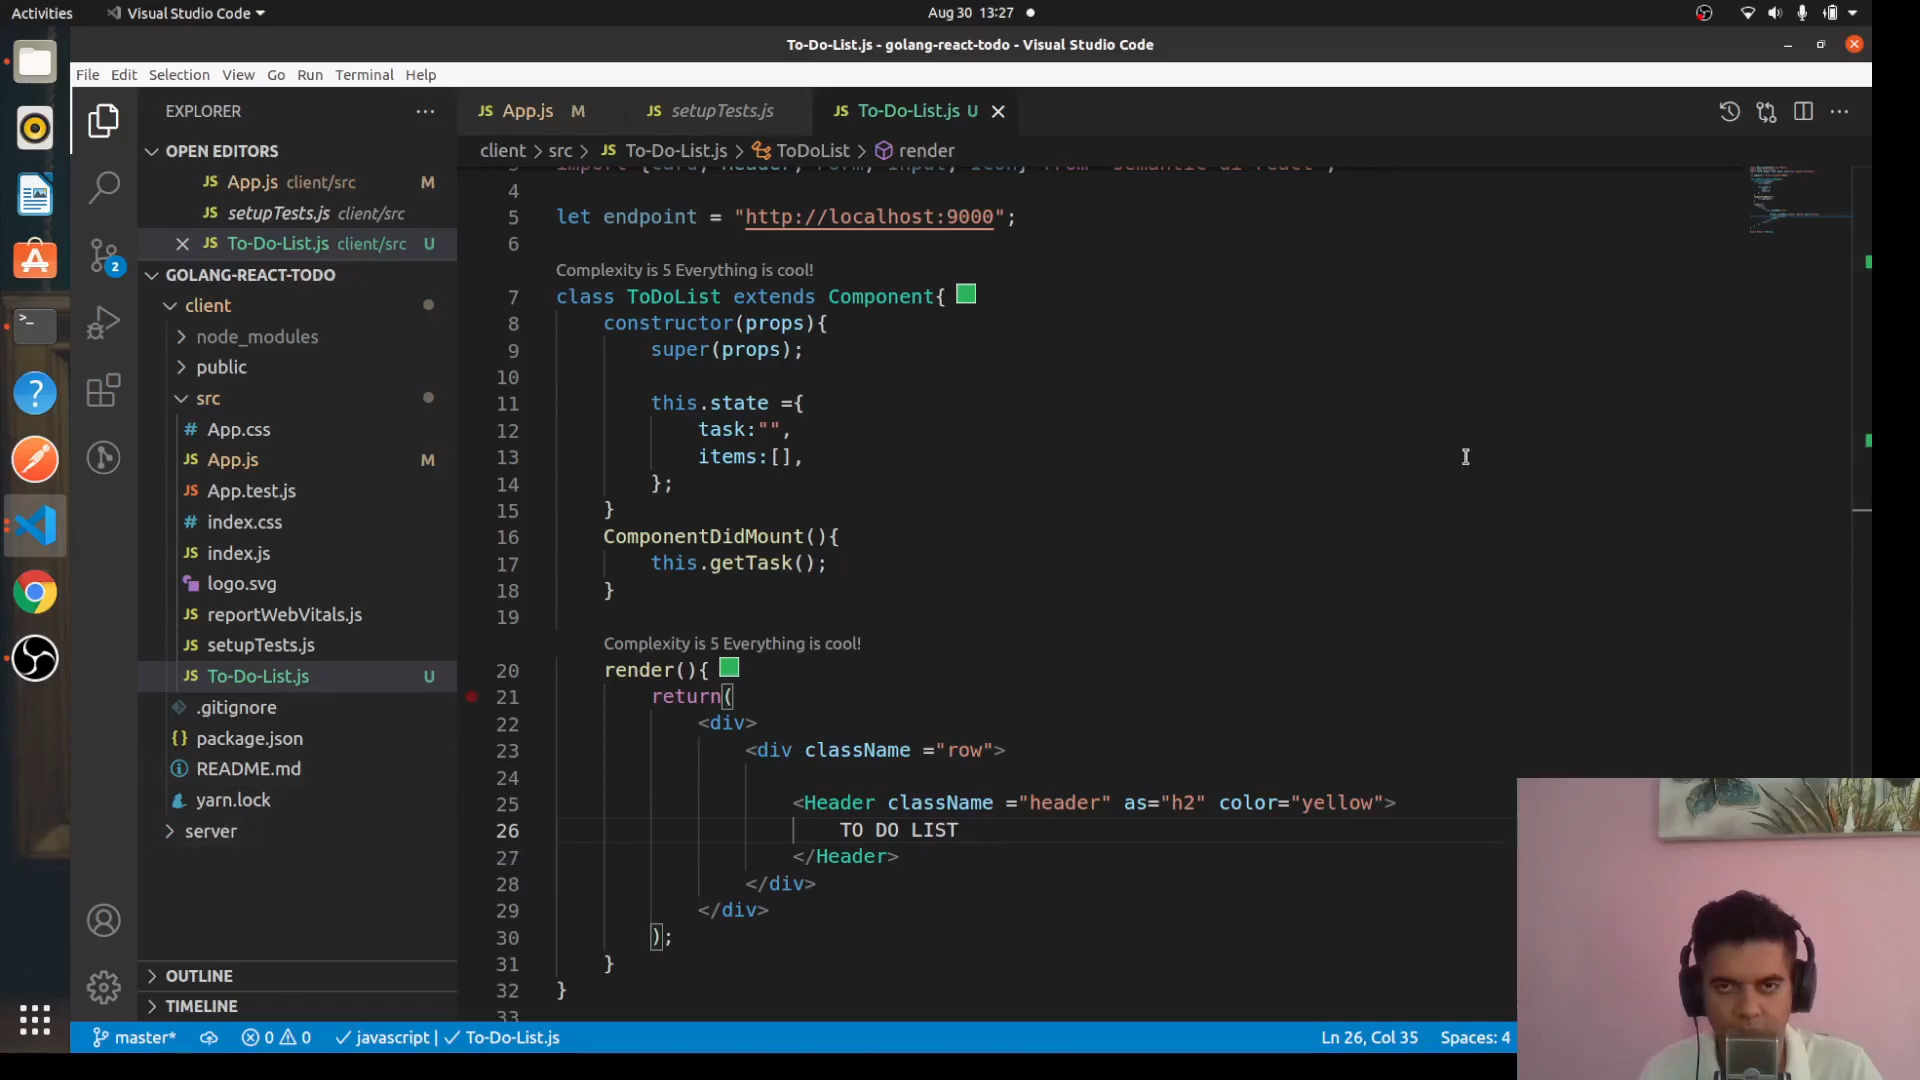 Activities
Visual Studio Code
Aug 30 13:27
To-Do-List.js - golang-react-todo - Visual Studio Code
File Edit Selection View Go Run Terminal Help
EXPLORER
JS App.js M
JS setupTests.js
JS To-Do-List.js U
OPEN EDITORS
JS App.js client/src M
JS setupTests.js client/src
JS To-Do-List.js client/src U
GOLANG-REACT-TODO
client
node_modules
public
src
# App.css
JS App.js M
JS App.test.js
# index.css
JS index.js
logo.svg
JS reportWebVitals.js
JS setupTests.js
JS To-Do-List.js U
.gitignore
{} package.json
README.md
yarn.lock
server
OUTLINE
TIMELINE
2
client > src > JS To-Do-List.js > ToDoList > render
4
5 let endpoint = "http://localhost:9000";
6
Complexity is 5 Everything is cool!
7 class ToDoList extends Component{
8 constructor(props){
9 super(props);
10
11 this.state ={
12 task:"",
13 items:[],
14 };
15 }
16 ComponentDidMount(){
17 this.getTask();
18 }
19
Complexity is 5 Everything is cool!
20 render(){
21 return(
22 <div>
23 <div className ="row">
24
25 <Header className ="header" as="h2" color="yellow">
26 TO DO LIST
27 </Header>
28 </div>
29 </div>
30 );
31 }
32 }
33
master* 0 0 javascript | To-Do-List.js
Ln 26, Col 35 Spaces: 4